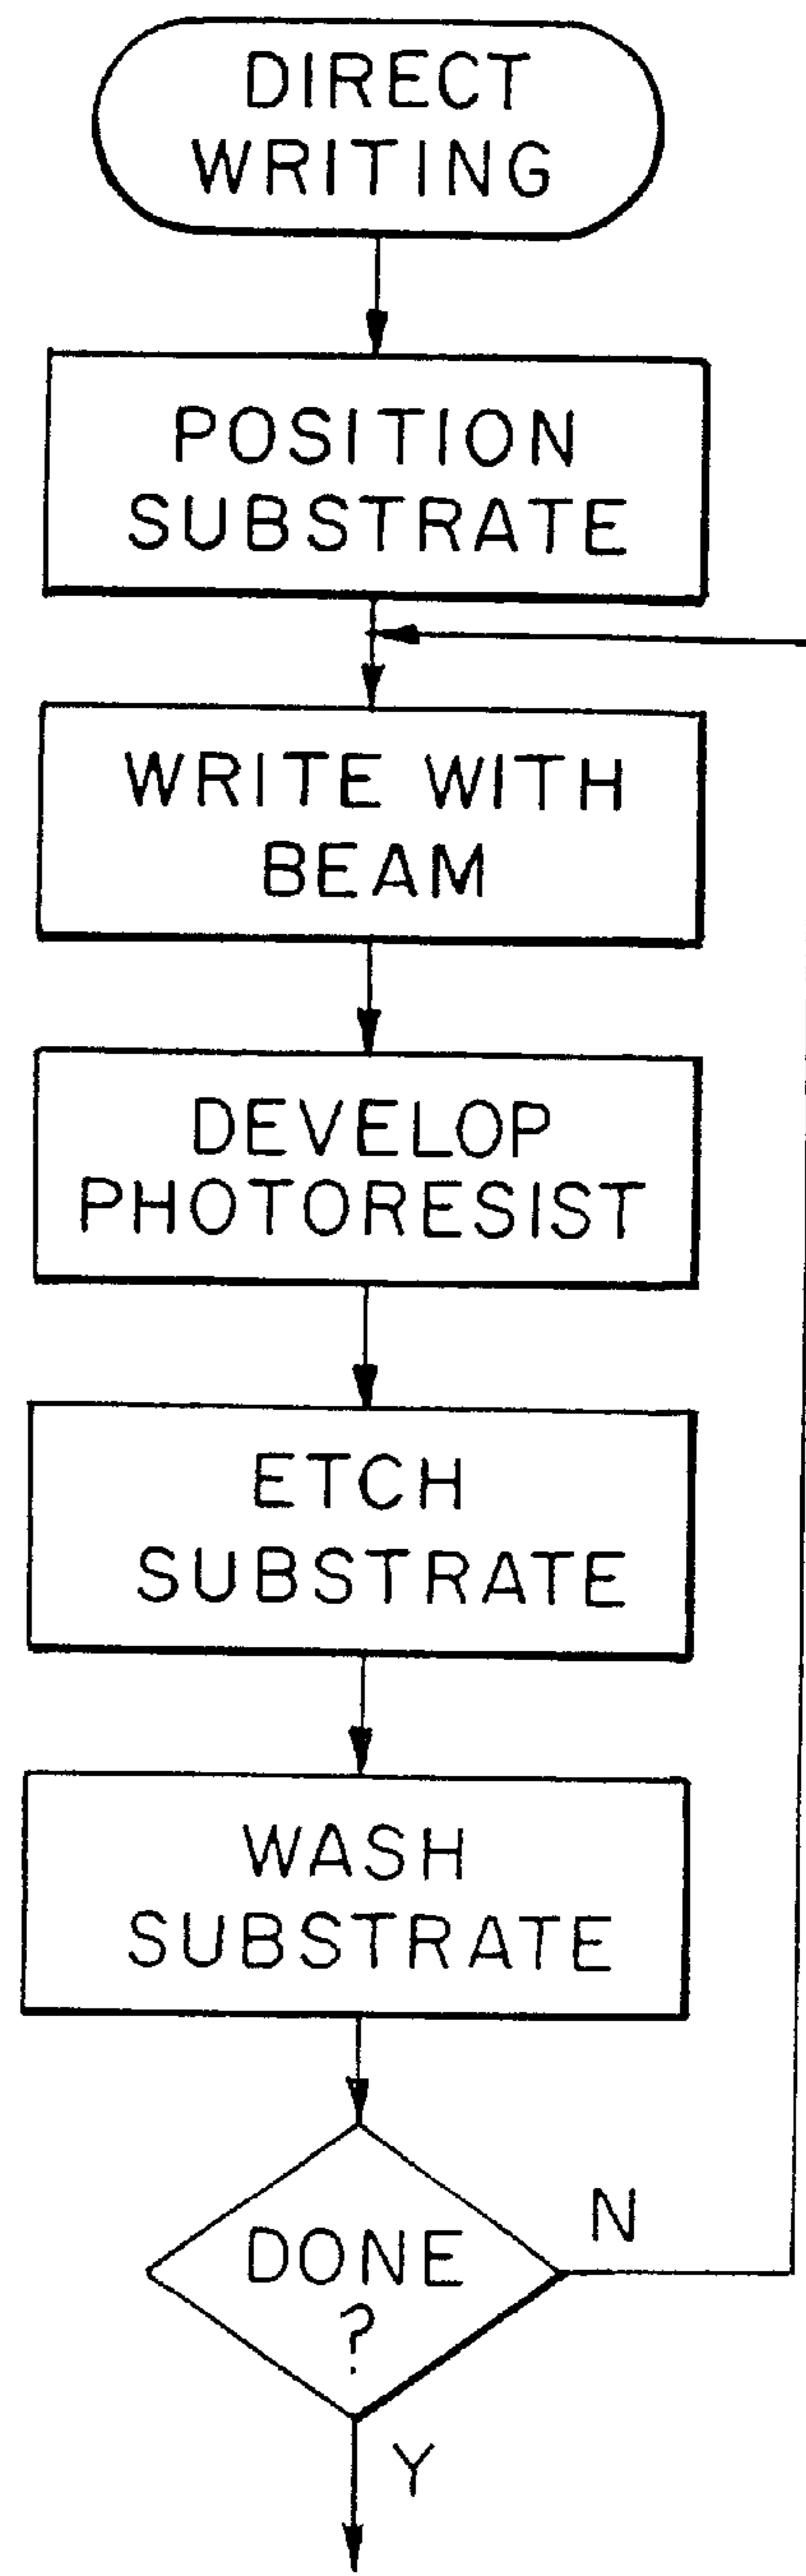 DIRECT
WRITING
POSITION
SUBSTRATE
WRITE WITH
BEAM
DEVELOP
PHOTORESIST
ETCH
SUBSTRATE
WASH
SUBSTRATE
DONE
?
N
Y